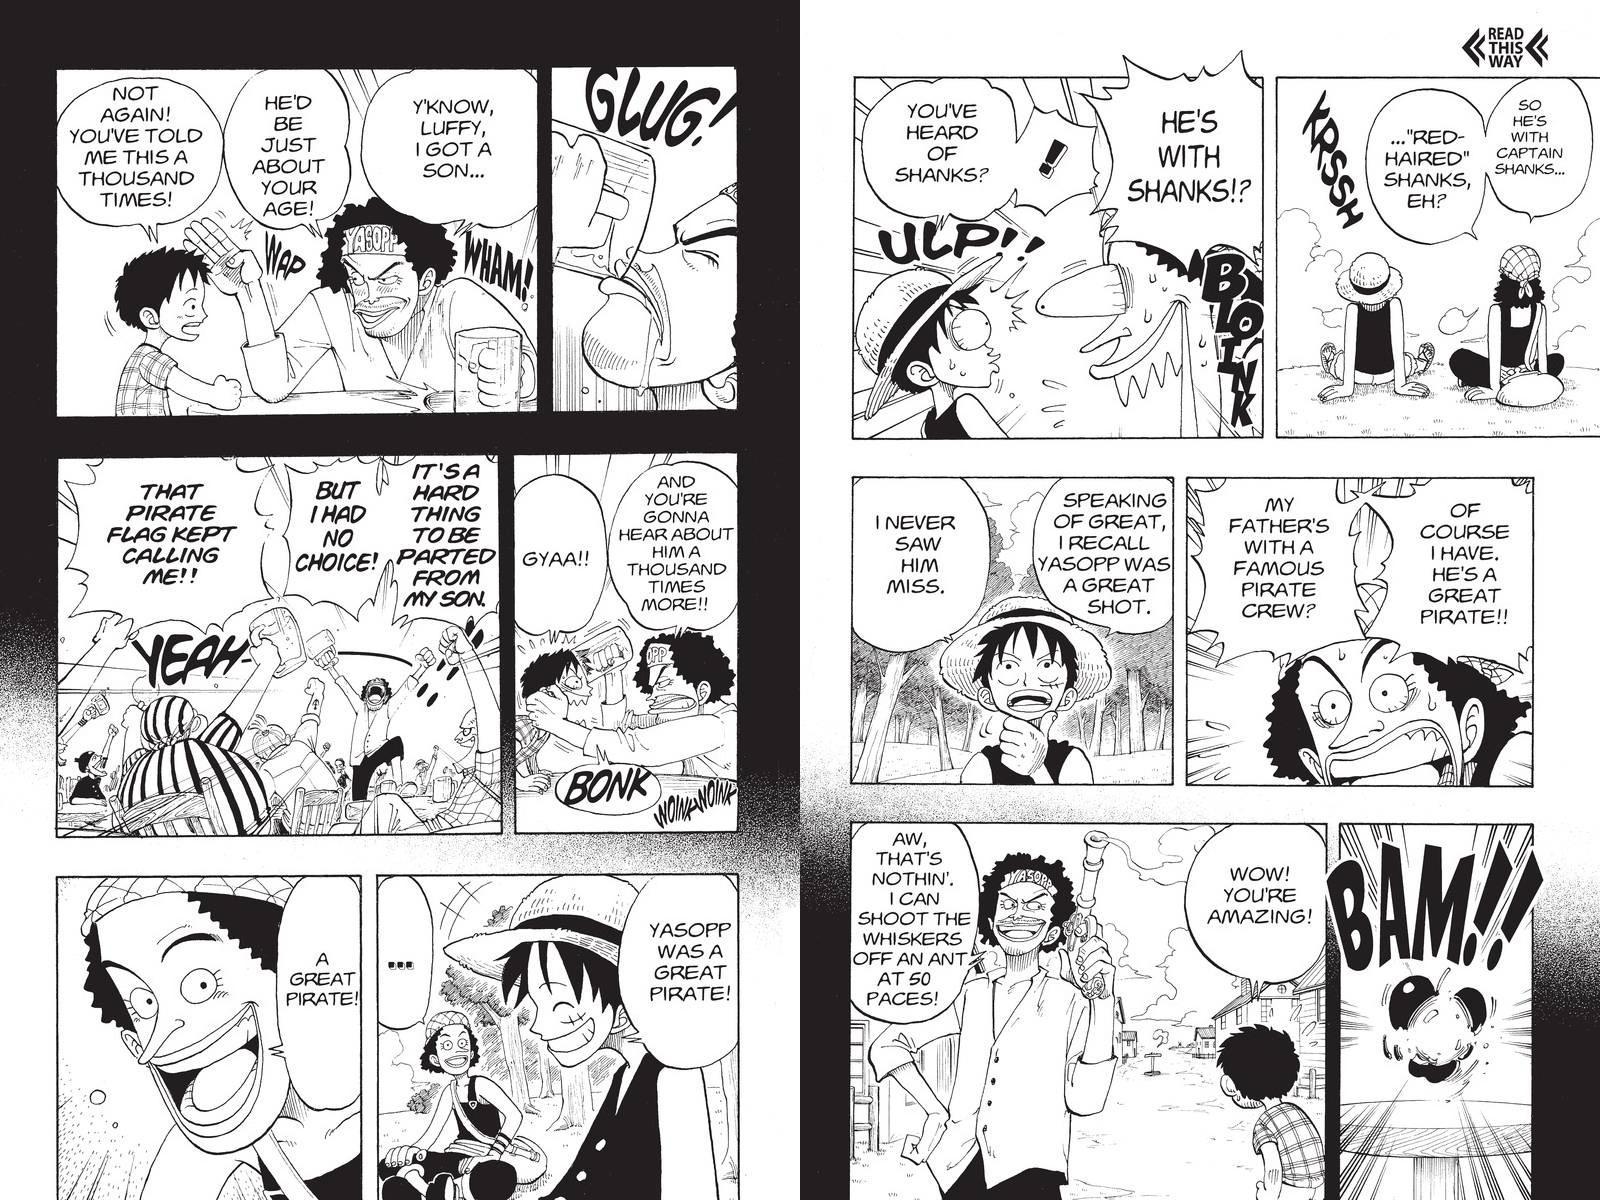 READ
THIS
WAY
SO
HE'S
WITH
CAPTAIN
SHANKS...
..."RED-
HAIRED"
SHANKS,
EH?
KRSSH
HE'S
WITH
SHANKS!?
!
YOU'VE
HEARD
OF
SHANKS?
ULP!!
BLOINK
OF
COURSE
I HAVE.
HE'S A
GREAT
PIRATE!!
MY
FATHER'S
WITH A
FAMOUS
PIRATE
CREW?
SPEAKING
OF GREAT,
I RECALL
YASOPP WAS
A GREAT
SHOT.
I NEVER
SAW
HIM
MISS.
BAM!!
WOW!
YOU'RE
AMAZING!
YASOPP
AW,
THAT'S
NOTHIN'.
I CAN
SHOOT THE
WHISKERS
OFF AN ANT
AT 50
PACES!
GLUG!
Y'KNOW,
LUFFY,
I GOT A
SON...
HE'D
BE
JUST
ABOUT
YOUR
AGE!
NOT
AGAIN!
YOU'VE TOLD
ME THIS A
THOUSAND
TIMES!
YASOPP
WHAM!
WAP
AND
YOU'RE
GONNA
HEAR ABOUT
HIM A
THOUSAND
TIMES
MORE!!
GYAA!!
OPP
BONK
WOINK WOINK
IT'S A
HARD
THING
TO BE
PARTED
FROM
MY SON.
BUT
I HAD
NO
CHOICE!
THAT
PIRATE
FLAG KEPT
CALLING
ME!!
YEAH-
YASOPP
WAS A
GREAT
PIRATE!
...
A
GREAT
PIRATE!